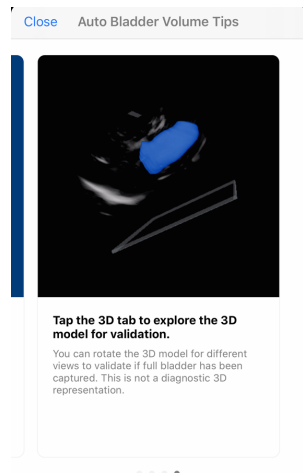 Close Auto Bladder Volume Tips
Tap the 3D tab to explore the 3D
model for validation.
You can rotate the 3D model for different
views to validate if full bladder has been
captured. This is not a diagnostic 3D
representation.